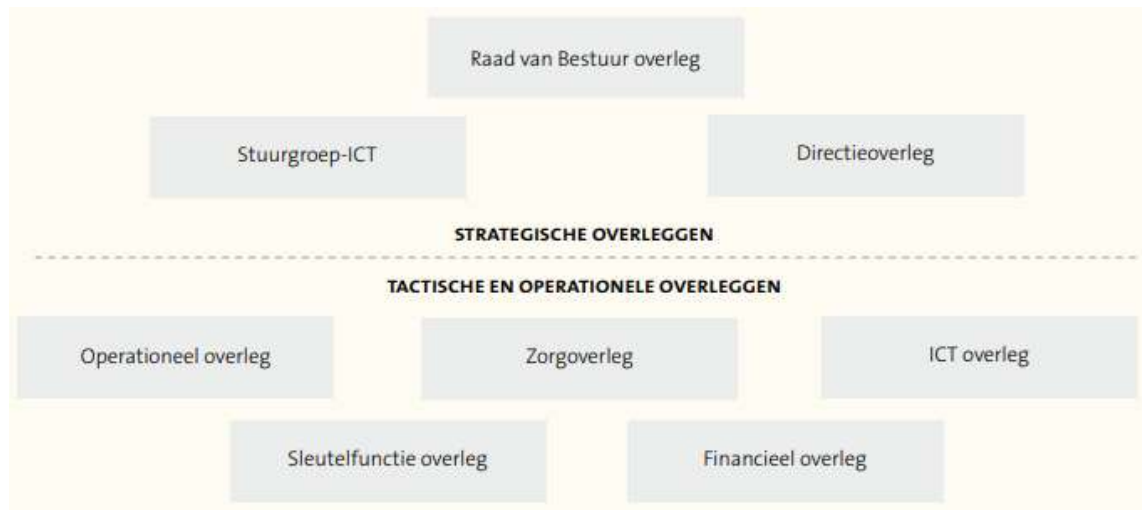 Raad van Bestuur overleg
Stuurgroep-ICT
Directieoverleg
STRATEGISCHE OVERLEGGEN
TACTISCHE EN OPERATIONELE OVERLEGGEN
Operationeel overleg
Zorgoverleg
ICT overleg
Sleutelfunctie overleg
Financieel overleg